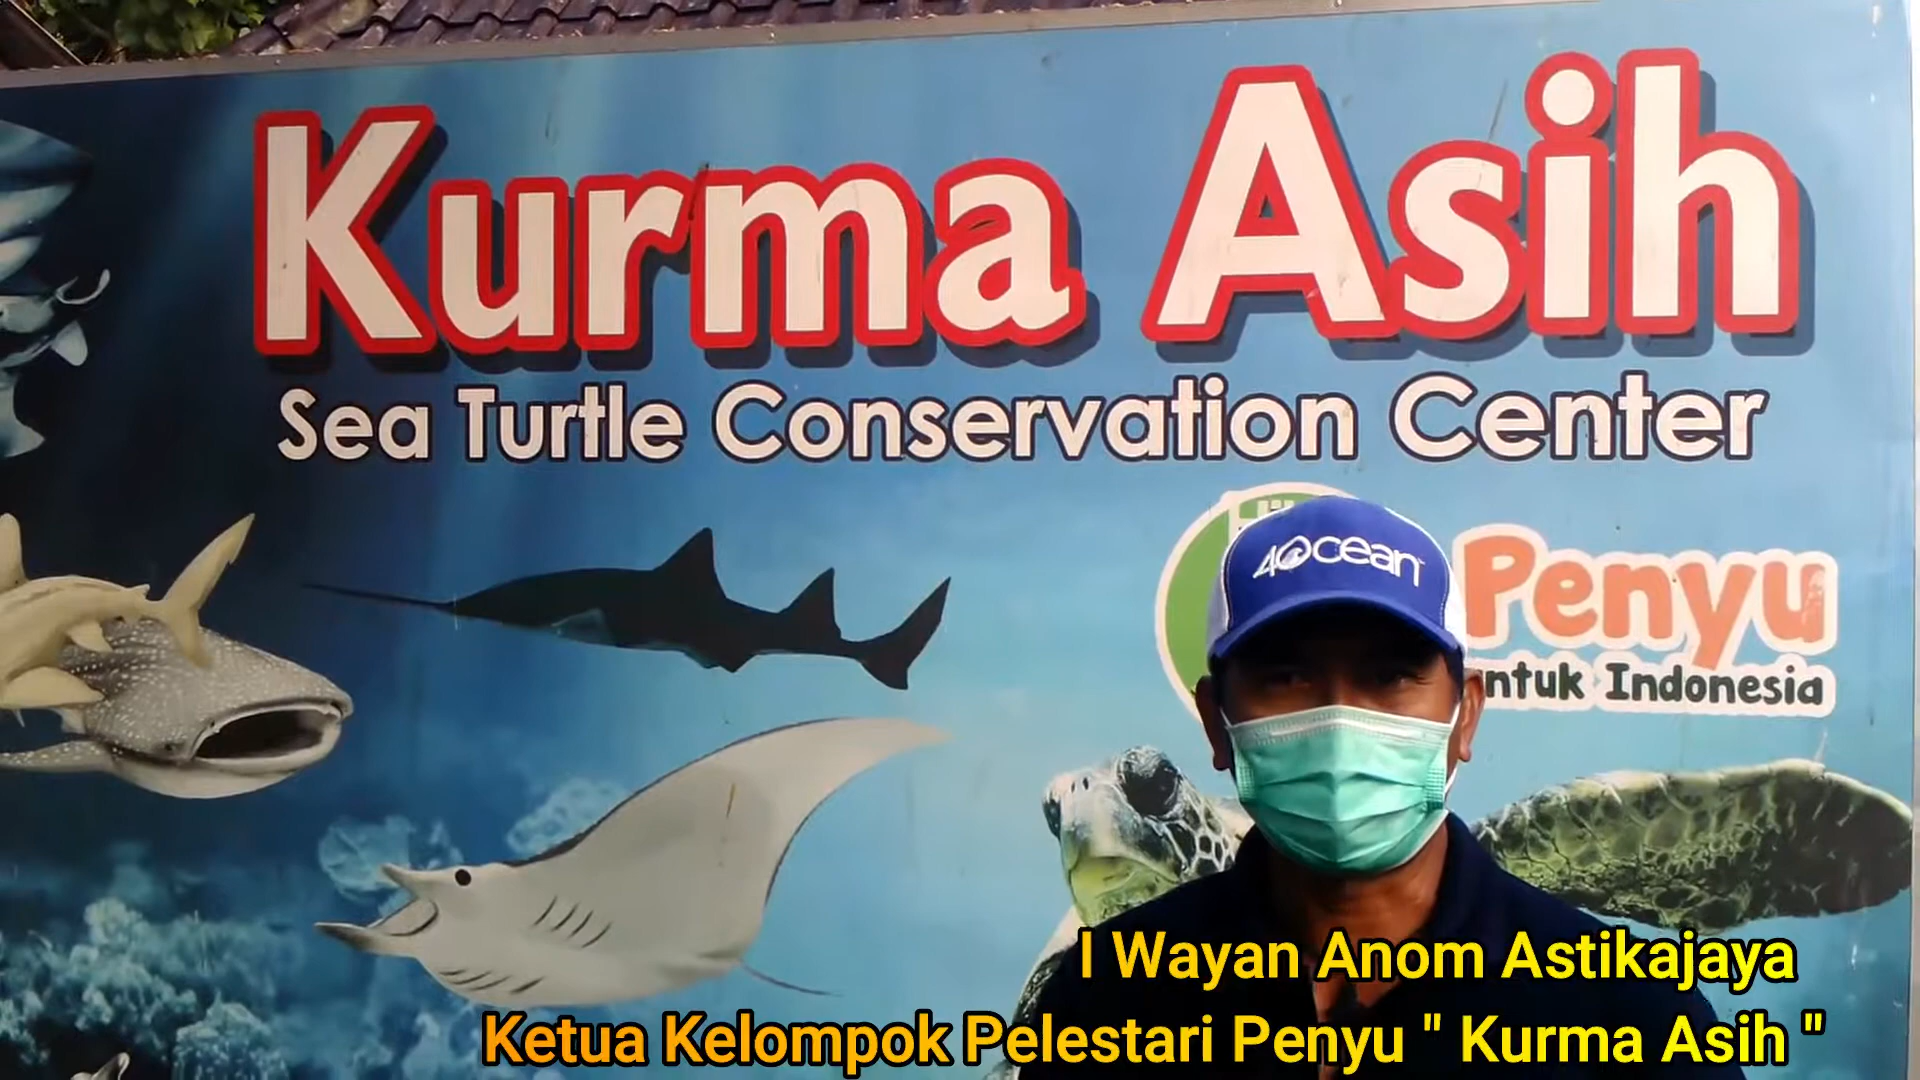 Kurma Asih
Sea Turtle Conservation Center
4Ocean
Penyu
ntuk Indonesia
I Wayan Anom Astikajaya
Ketua Kelompok Pelestari Penyu " Kurma Asih "